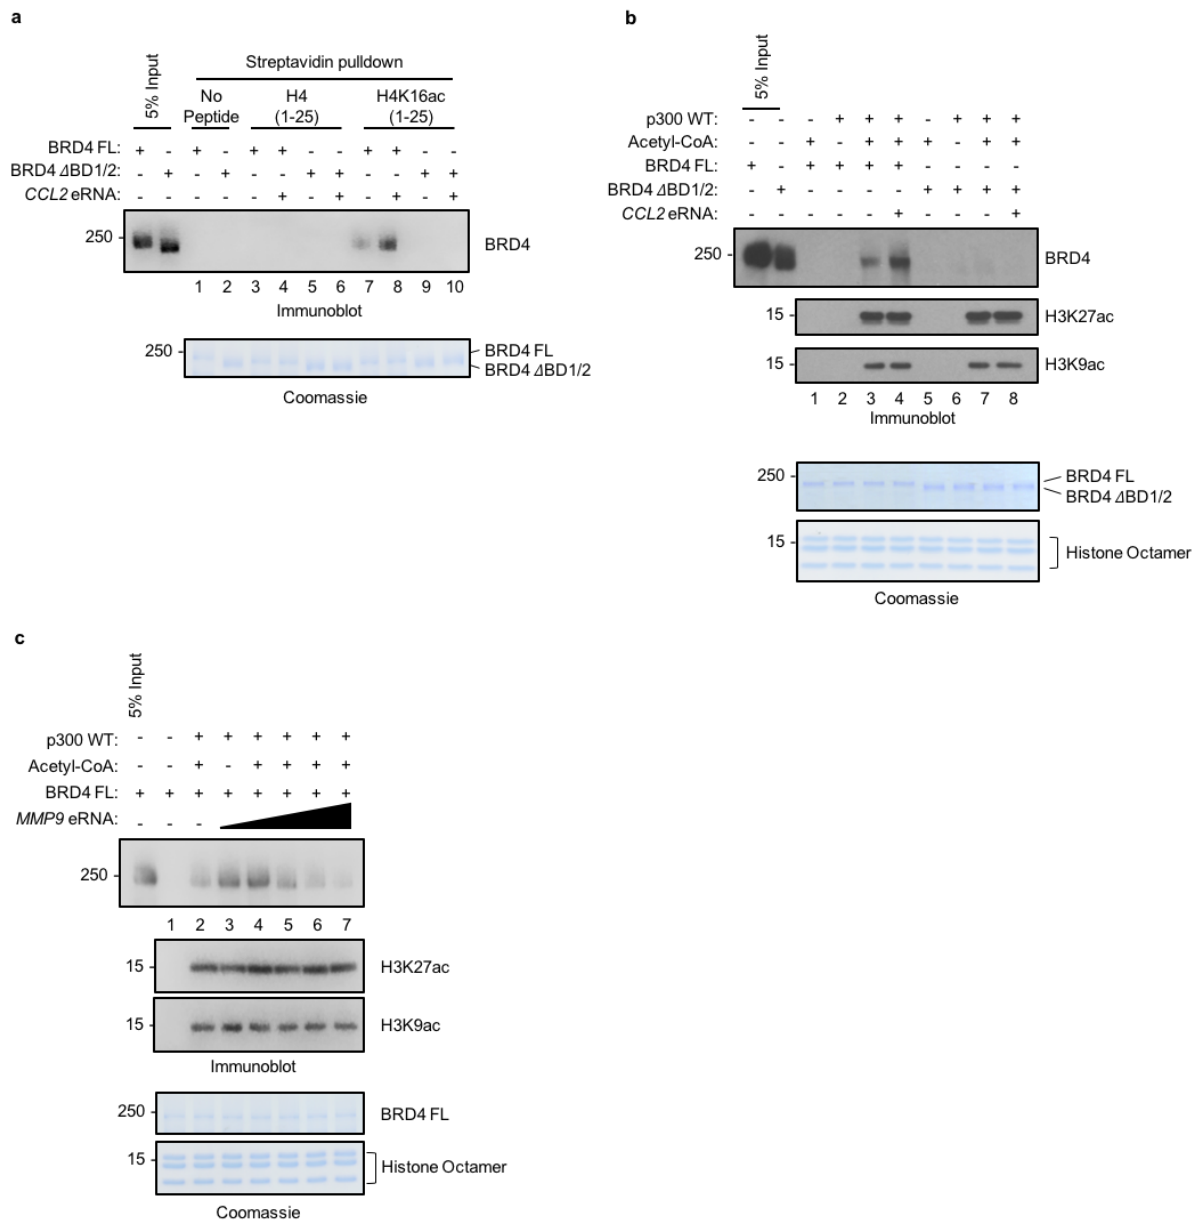 a
5% Input
Streptavidin pulldown
No Peptide
H4 (1-25)
H4K16ac (1-25)
BRD4 FL: + - + - + + - - + + - -
BRD4 ΔBD1/2: - + - + - - + + - - + +
CCL2 eRNA: - - - - - + - + - + - +
250
BRD4
1 2 3 4 5 6 7 8 9 10
Immunoblot
250
BRD4 FL
BRD4 ΔBD1/2
Coomassie
b
5% Input
p300 WT: - - - + + + - + + +
Acetyl-CoA: - - + - + + + - + +
BRD4 FL: + - + + + + - - - -
BRD4 ΔBD1/2: - + - - - - + + + +
CCL2 eRNA: - - - - - + - - - +
250
BRD4
15
H3K27ac
15
H3K9ac
1 2 3 4 5 6 7 8
Immunoblot
250
BRD4 FL
BRD4 ΔBD1/2
15
Histone Octamer
Coomassie
c
5% Input
p300 WT: - - + + + + + +
Acetyl-CoA: - - + - + + + +
BRD4 FL: + + + + + + + +
MMP9 eRNA: - - -
250
1 2 3 4 5 6 7
15
H3K27ac
15
H3K9ac
Immunoblot
250
BRD4 FL
15
Histone Octamer
Coomassie